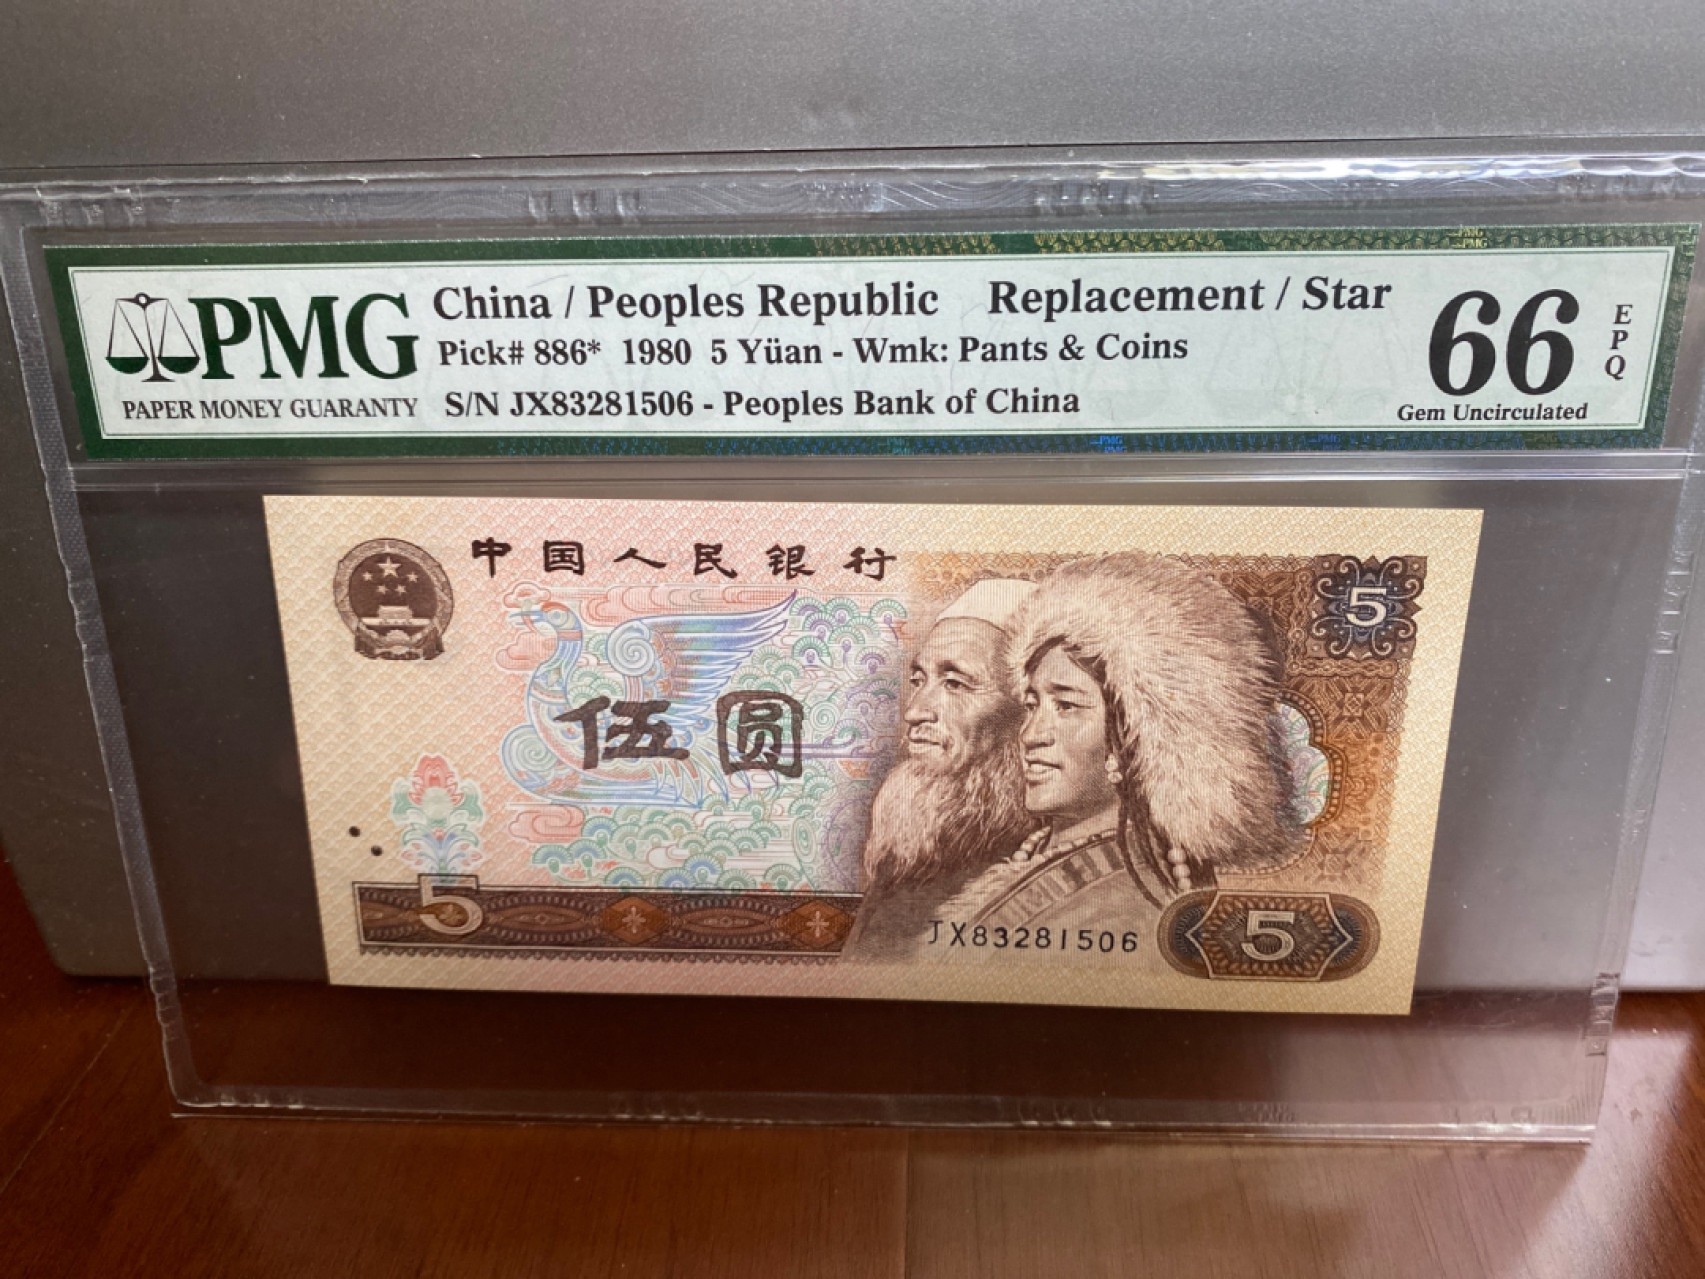 PMG
PAPER MONEY GUARANTY
China / Peoples Republic Replacement / Star
Pick# 886* 1980 5 Yüan - Wmk: Pants & Coins
S/N JX83281506 - Peoples Bank of China
66
EPQ
Gem Uncirculated
中国人民银行
5
伍圆
5
JX83281506
5